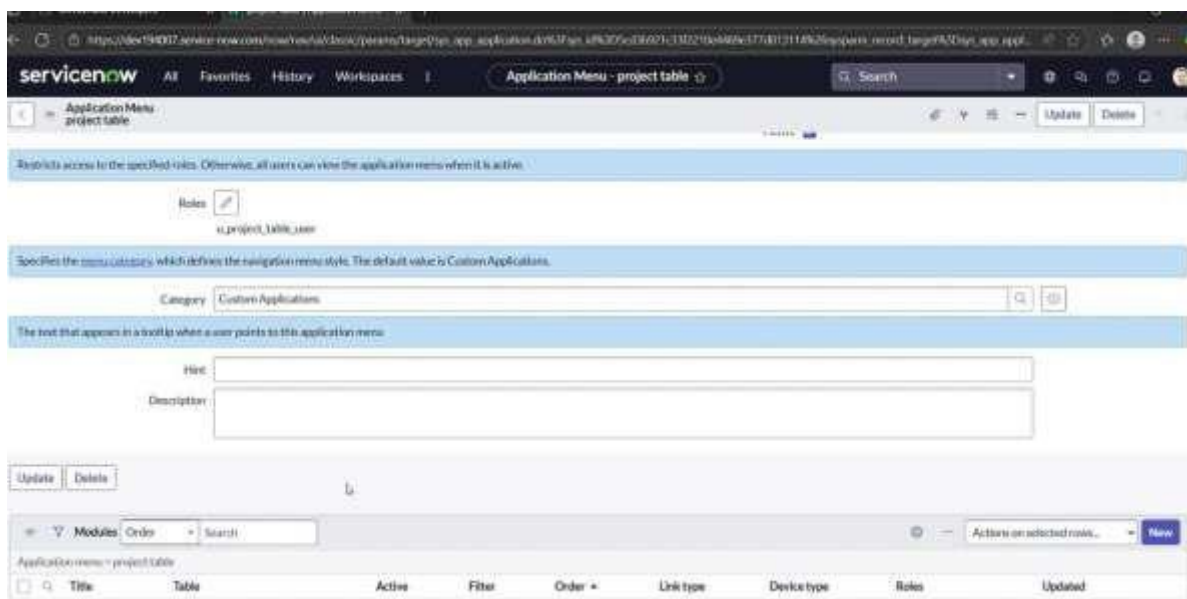 servicenow All Favorites History Workspaces Application Menu - project table Search
Application Menu
project table
Update Delete
Restricts access to the specified roles. Otherwise, all users can view the application menu when it is active.
Roles
u_project_table_user
Specifies the menu category, which defines the navigation menu style. The default value is Custom Applications.
Category Custom Applications
The text that appears in a tooltip when a user points to this application menu
Hint
Description
Update Delete
Modules Order Search Actions on selected rows... New
Application menu = project table
Title Table Active Filter Order Link type Device type Roles Updated